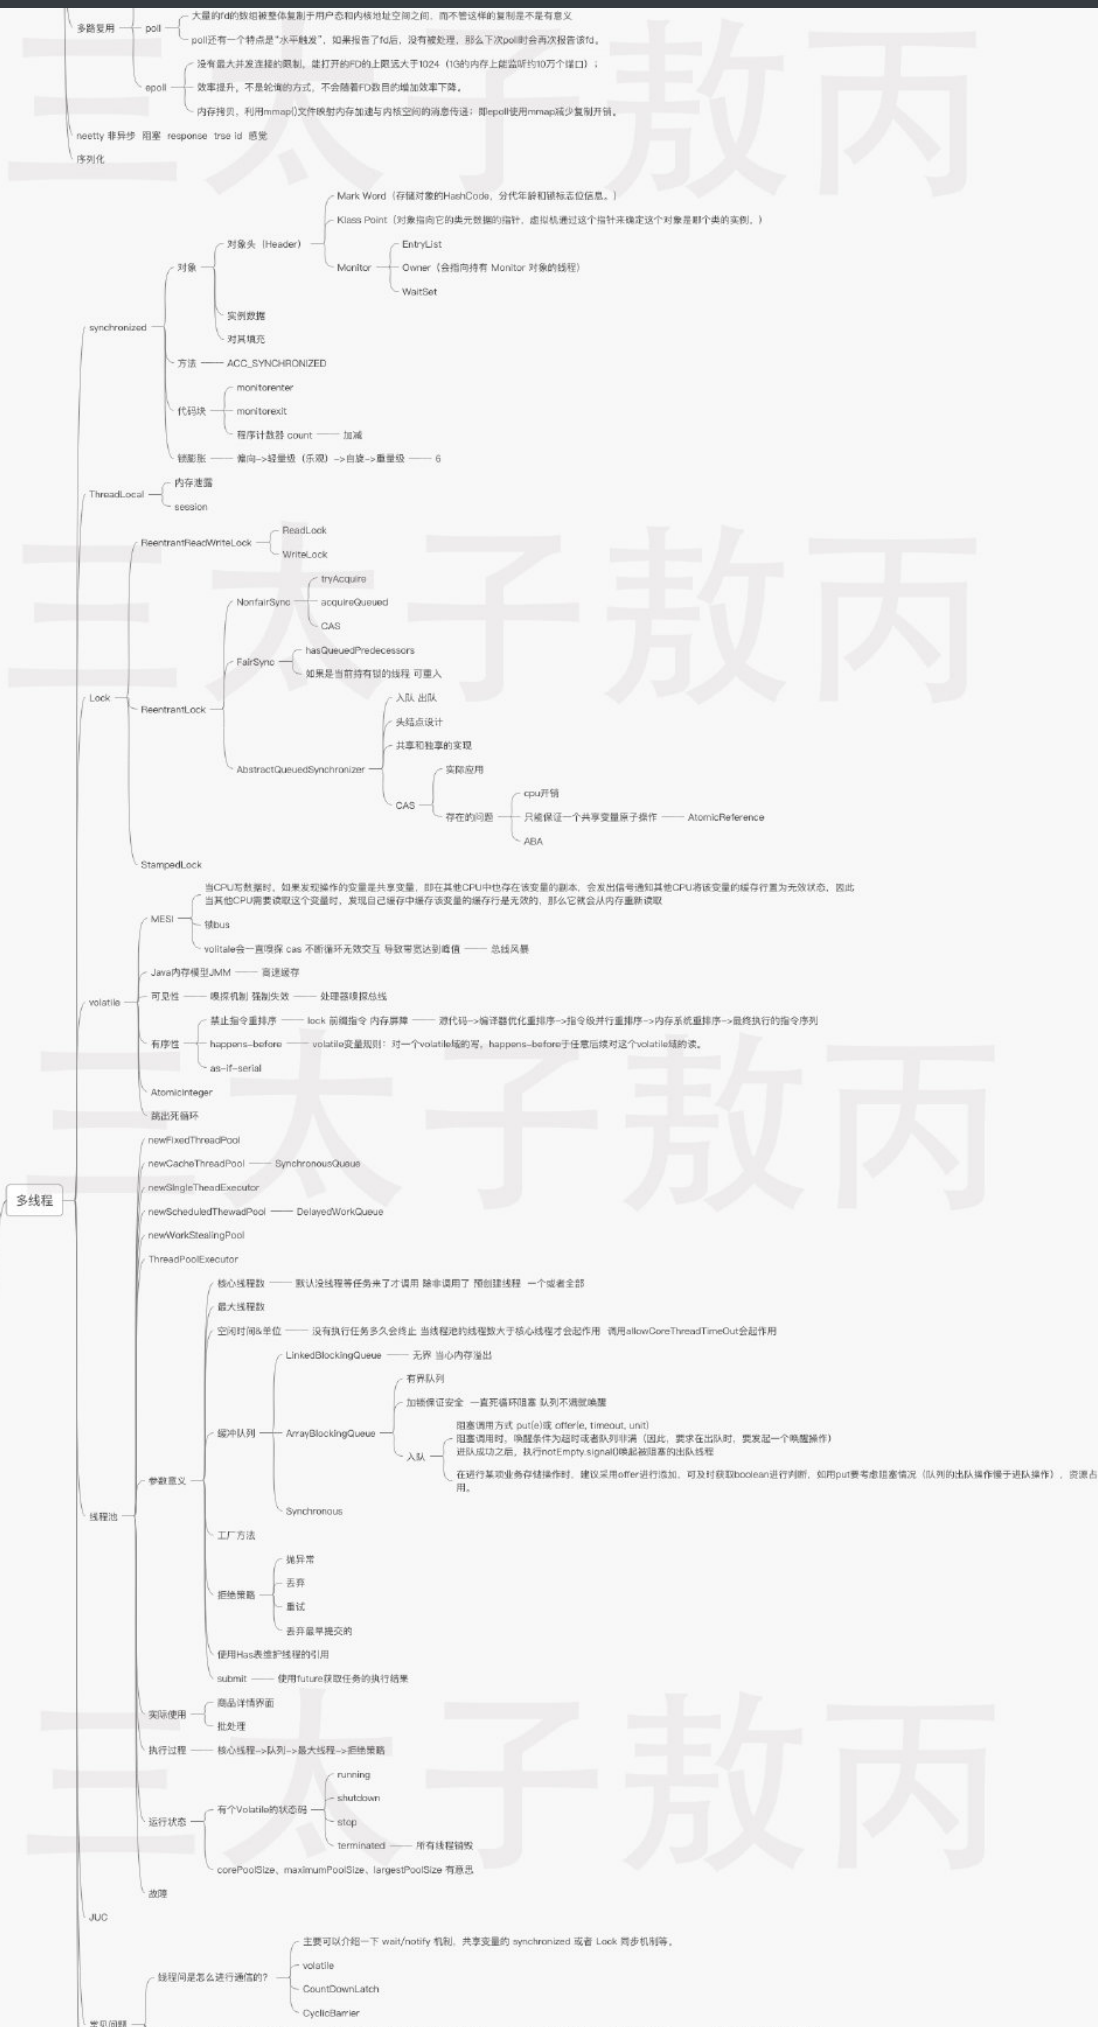 大量的fd的数组被整体复制于用户态和内核地址空间之间，而不管这样的复制是不是有意义
多路复用
poll
poll还有一个特点是“水平触发”，如果报告了fd后，没有被处理，那么下次poll时会再次报告该fd。
没有最大并发连接的限制，能打开的FD的上限远大于1024（1G的内存上能监听约10万个端口）；
epoll
效率提升，不是轮询的方式，不会随着FD数目的增加效率下降。
内存拷贝，利用mmap()文件映射内存加速与内核空间的消息传递；即epoll使用mmap减少复制开销。
neetty 非异步 阻塞 response trse id 感觉
序列化
三太子敖丙
Mark Word（存储对象的HashCode，分代年龄和锁标志位信息。）
Klass Point（对象指向它的类元数据的指针，虚拟机通过这个指针来确定这个对象是哪个类的实例。）
对象头（Header）
EntryList
对象
Monitor
Owner（会指向持有 Monitor 对象的线程）
WaitSet
实例数据
synchronized
对其填充
方法
ACC_SYNCHRONIZED
monitorenter
代码块
monitorexit
程序计数器 count
加减
锁膨胀
偏向->轻量级（乐观）->自旋->重量级
6
内存泄露
ThreadLocal
session
ReadLock
ReentrantReadWriteLock
WriteLock
三太子敖丙
tryAcquire
NonfairSync
acquireQueued
CAS
hasQueuedPredecessors
FairSync
如果是当前持有锁的线程 可重入
Lock
入队 出队
ReentrantLock
头结点设计
共享和独享的实现
AbstractQueuedSynchronizer
实际应用
cpu开销
CAS
存在的问题
只能保证一个共享变量原子操作
AtomicReference
ABA
StampedLock
当CPU写数据时，如果发现操作的变量是共享变量，即在其他CPU中也存在该变量的副本，会发出信号通知其他CPU将该变量的缓存行置为无效状态，因此
当其他CPU需要读取这个变量时，发现自己缓存中缓存该变量的缓存行是无效的，那么它就会从内存重新读取
MESI
锁bus
volitale会一直嗅探 cas 不断循环无效交互 导致带宽达到峰值
总线风暴
Java内存模型JMM
高速缓存
volatile
可见性
嗅探机制 强制失效
处理器嗅探总线
禁止指令重排序
lock 前缀指令 内存屏障
源代码->编译器优化重排序->指令级并行重排序->内存系统重排序->最终执行的指令序列
有序性
happens-before
volatile变量规则：对一个volatile域的写，happens-before于任意后续对这个volatile域的读。
as-if-serial
AtomicInteger
跳出死循环
三太子敖丙
newFixedThreadPool
newCacheThreadPool
SynchronousQueue
newSIngleTheadExecutor
多线程
newScheduledThewadPool
DelayedWorkQueue
newWorkStealingPool
ThreadPoolExecutor
核心线程数
默认没线程等任务来了才调用 除非调用了 预创建线程 一个或者全部
最大线程数
空闲时间&单位
没有执行任务多久会终止 当线程池的线程数大于核心线程才会起作用 调用allowCoreThreadTimeOut会起作用
LinkedBlockingQueue
无界 当心内存溢出
有界队列
加锁保证安全 一直死循环阻塞 队列不满就唤醒
缓冲队列
ArrayBlockingQueue
阻塞调用方式 put(e)或 offer(e, timeout, unit)
阻塞调用时，唤醒条件为超时或者队列非满（因此，要求在出队时，要发起一个唤醒操作）
进队成功之后，执行notEmpty.signal()唤起被阻塞的出队线程
入队
在进行某项业务存储操作时，建议采用offer进行添加，可及时获取boolean进行判断，如用put要考虑阻塞情况（队列的出队操作慢于进队操作），资源占
用。
参数意义
Synchronous
线程池
工厂方法
抛异常
丢弃
拒绝策略
重试
丢弃最早提交的
使用Has表维护线程的引用
submit
使用future获取任务的执行结果
商品详情界面
实际使用
批处理
执行过程
核心线程->队列->最大线程->拒绝策略
三太子敖丙
running
shutdown
有个Volatile的状态码
运行状态
stop
terminated
所有线程销毁
corePoolSize、maximumPoolSize、largestPoolSize 有意思
故障
JUC
主要可以介绍一下 wait/notify 机制，共享变量的 synchronized 或者 Lock 同步机制等。
volatile
线程间是怎么进行通信的？
CountDownLatch
CyclicBarrier
常见问题